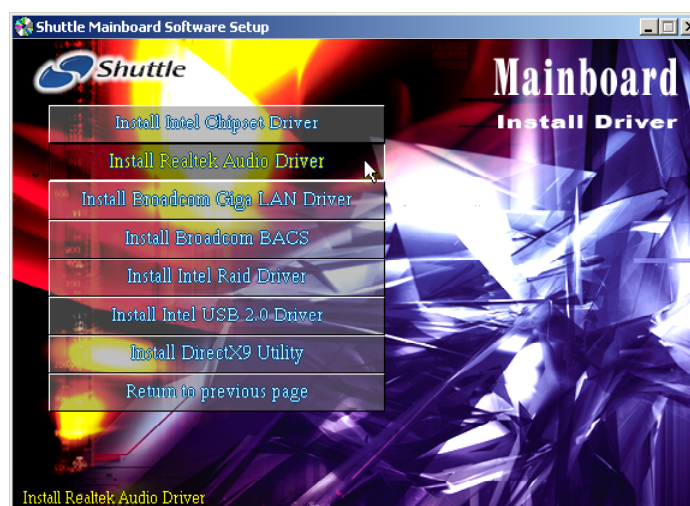 Shuttle Mainboard Software Setup
Shuttle
Mainboard
Install Driver
Install Intel Chipset Driver
Install Realtek Audio Driver
Install Broadcom Giga LAN Driver
Install Broadcom BACS
Install Intel Raid Driver
Install Intel USB 2.0 Driver
Install DirectX9 Utility
Return to previous page
Install Realtek Audio Driver